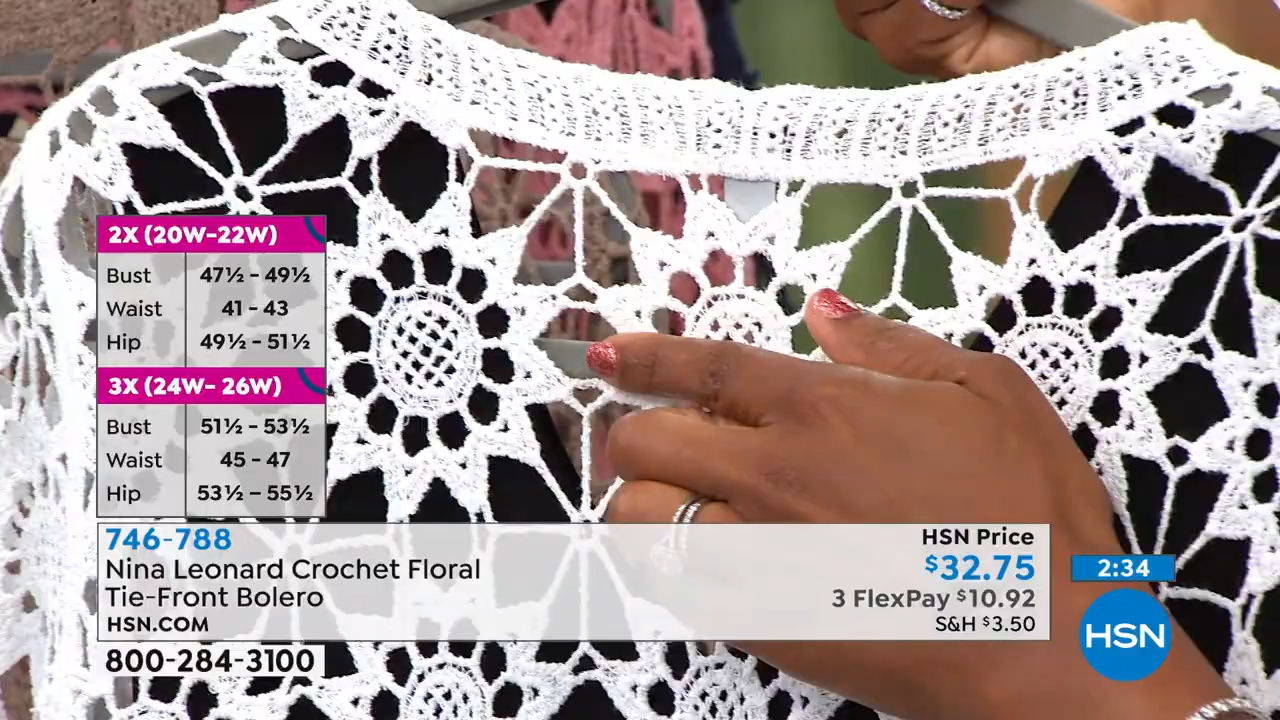 2X (20W-22W)
Bust 47½ - 49½
Waist 41 - 43
Hip 49½ - 51½
3X (24W- 26W)
Bust 51½ - 53½
Waist 45 - 47
Hip 53½ - 55½
746-788
Nina Leonard Crochet Floral
Tie-Front Bolero
HSN.COM
800-284-3100
HSN Price
$32.75
3 FlexPay $10.92
S&H $3.50
2:34
HSN